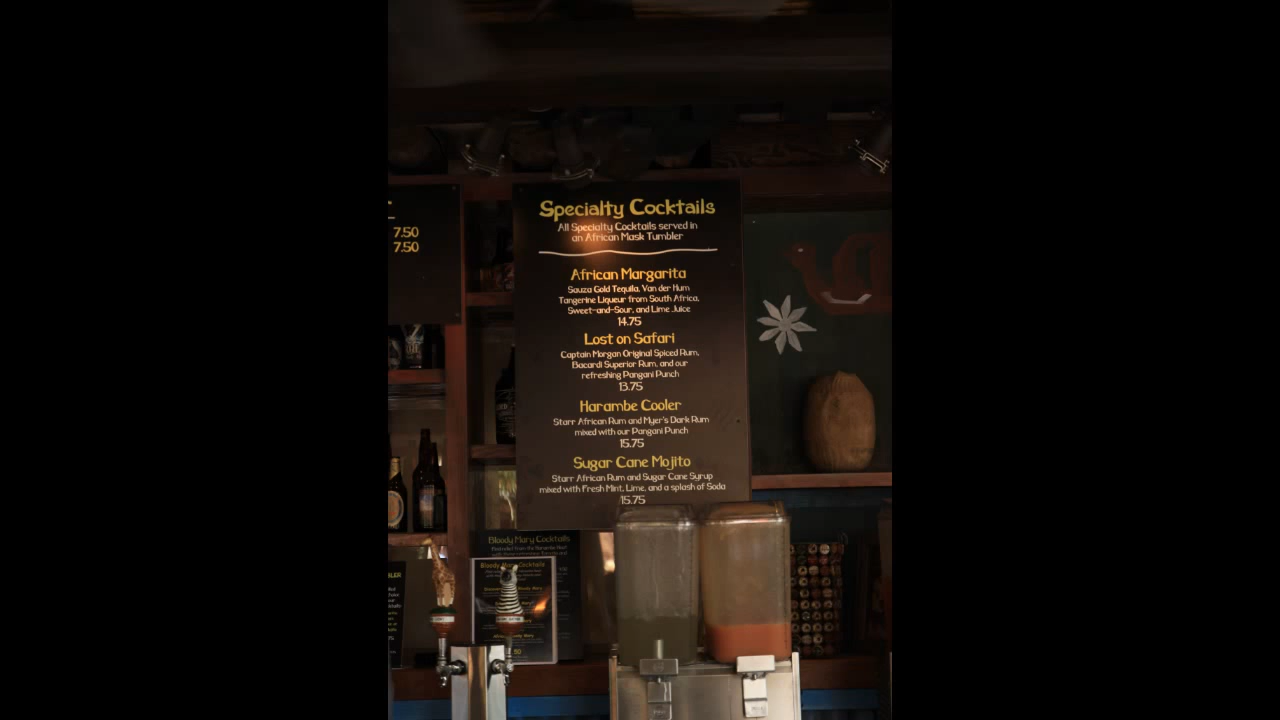 7.50
7.50
Specialty Cocktails
All Specialty Cocktails served in
an African Mask Tumbler
African Margarita
Sauza Gold Tequila, Van der Hum
Tangerine Liqueur from South Africa,
Sweet-and-Sour, and Lime Juice
14.75
Lost on Safari
Captain Morgan Original Spiced Rum,
Bacardi Superior Rum, and our
refreshing Pangani Punch
13.75
Harambe Cooler
Starr African Rum and Myer's Dark Rum
mixed with our Pangani Punch
15.75
Sugar Cane Mojito
Starr African Rum and Sugar Cane Syrup
mixed with Fresh Mint, Lime, and a splash of Soda
15.75
Bloody Mary Cocktails
Bloody Mary Cocktails